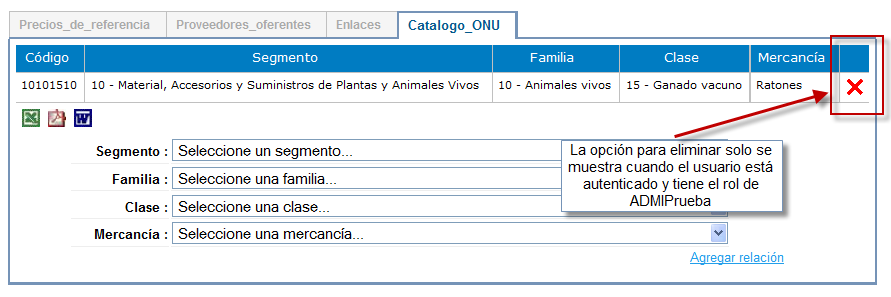 Precios_de_referencia Proveedores_oferentes Enlaces Catalogo_ONU
Código Segmento Familia Clase Mercancía
10101510 10 - Material, Accesorios y Suministros de Plantas y Animales Vivos 10 - Animales vivos 15 - Ganado vacuno Ratones
La opción para eliminar solo se
muestra cuando el usuario está
autenticado y tiene el rol de
ADMIPrueba
Segmento : Seleccione un segmento...
Familia : Seleccione una familia...
Clase : Seleccione una clase...
Mercancía : Seleccione una mercancía...
Agregar relación